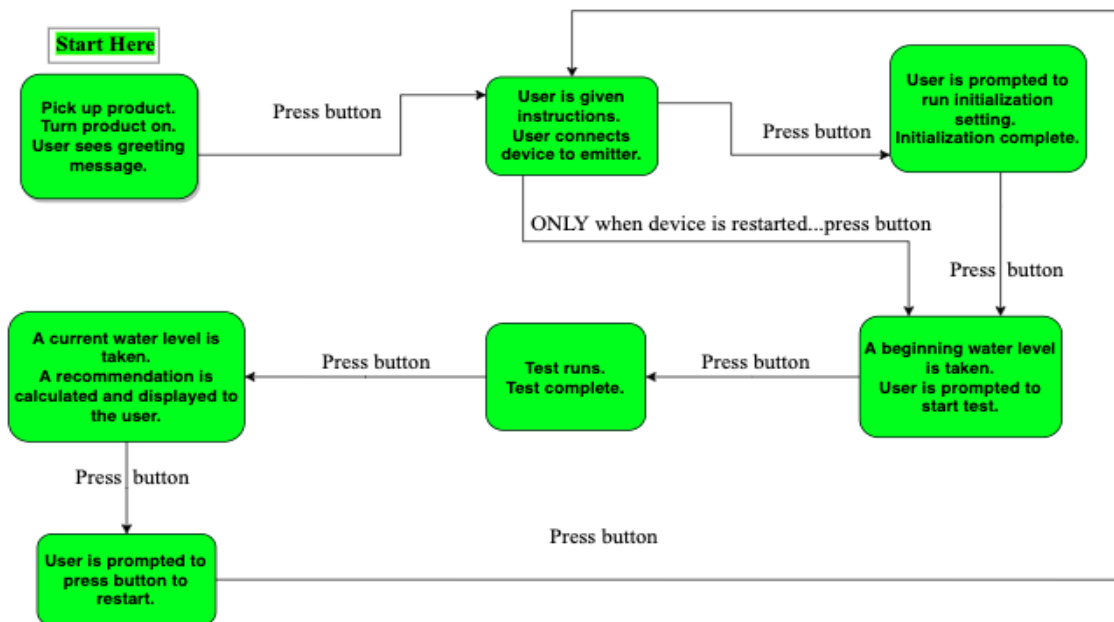 Start Here
Pick up product.
Turn product on.
User sees greeting
message.
Press button
User is given
instructions.
User connects
device to emitter.
Press button
User is prompted to
run initialization
setting.
Initialization complete.
ONLY when device is restarted...press button
Press button
A beginning water level
is taken.
User is prompted to
start test.
Press button
Test runs.
Test complete.
Press button
A current water level is
taken.
A recommendation is
calculated and displayed to
the user.
Press button
User is prompted to
press button to
restart.
Press button